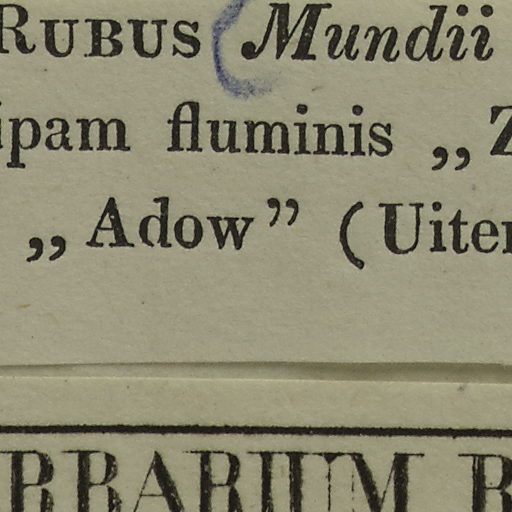 RUBUS Mundii
ipam fluminis „Z
„Adow” (Uiten
RBARIUM R